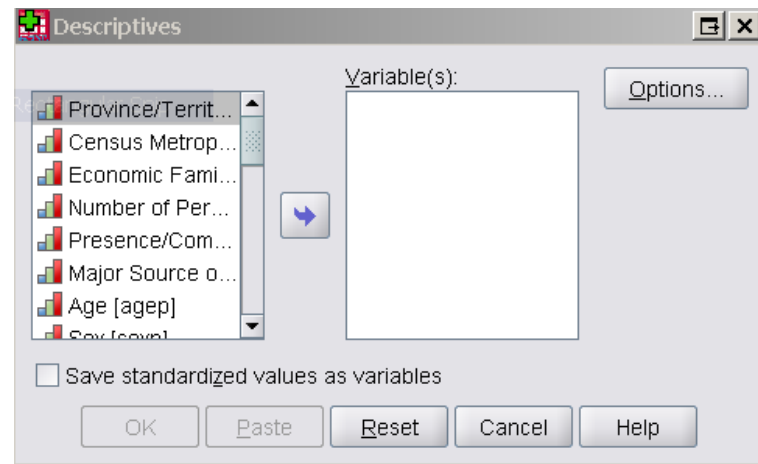 Descriptives
Variable(s):
Options...
Province/Territ...
Census Metrop...
Economic Fami...
Number of Per...
Presence/Com...
Major Source o...
Age [agep]
Save standardized values as variables
OK Paste Reset Cancel Help